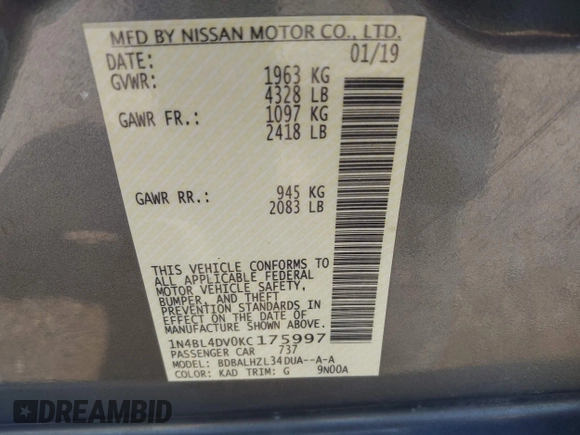 MFD BY NISSAN MOTOR CO., LTD.
DATE: 01/19
GVWR: 1963 KG
4328 LB
GAWR FR.: 1097 KG
2418 LB
GAWR RR.: 945 KG
2083 LB
THIS VEHICLE CONFORMS TO
ALL APPLICABLE FEDERAL
MOTOR VEHICLE SAFETY,
BUMPER, AND THEFT
PREVENTION STANDARDS IN
EFFECT ON THE DATE OF
MANUFACTURE SHOWN ABOVE.
1N4BL4DV0KC175997
PASSENGER CAR 737
MODEL: BDBALHZL34DUA--A-A
COLOR: KAD TRIM: G 9N00A
DREAMBID